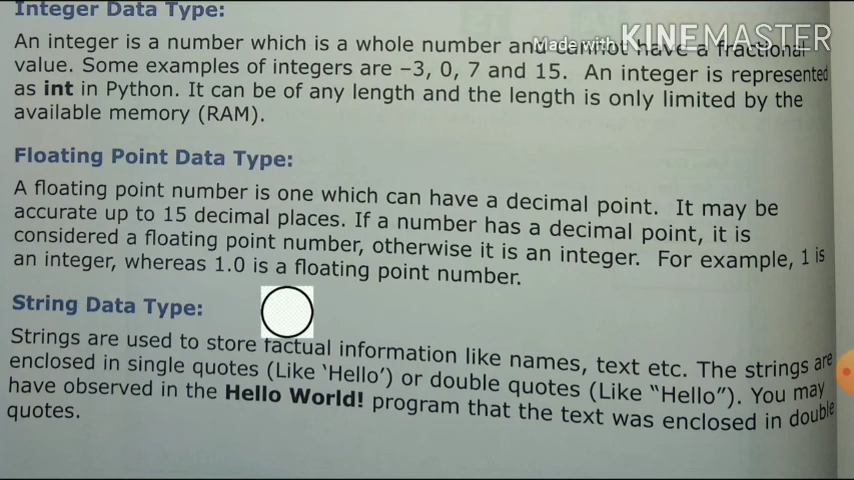 Integer Data Type:
Made with KINEMASTER
An integer is a number which is a whole number and cannot have a fractional
value. Some examples of integers are –3, 0, 7 and 15. An integer is represented
as int in Python. It can be of any length and the length is only limited by the
available memory (RAM).
Floating Point Data Type:
A floating point number is one which can have a decimal point. It may be
accurate up to 15 decimal places. If a number has a decimal point, it is
considered a floating point number, otherwise it is an integer. For example, 1 is
an integer, whereas 1.0 is a floating point number.
String Data Type:
Strings are used to store factual information like names, text etc. The strings are
enclosed in single quotes (Like ‘Hello’) or double quotes (Like “Hello”). You may
have observed in the Hello World! program that the text was enclosed in double
quotes.